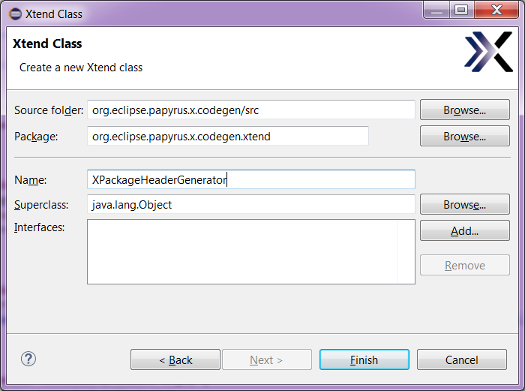 Xtend Class
Xtend Class
Create a new Xtend class
Source folder: org.eclipse.papyrus.x.codegen/src Browse...
Package: org.eclipse.papyrus.x.codegen.xtend Browse...
Name: XPackageHeaderGenerator
Superclass: java.lang.Object Browse...
Interfaces: Add...
Remove
? < Back Next > Finish Cancel